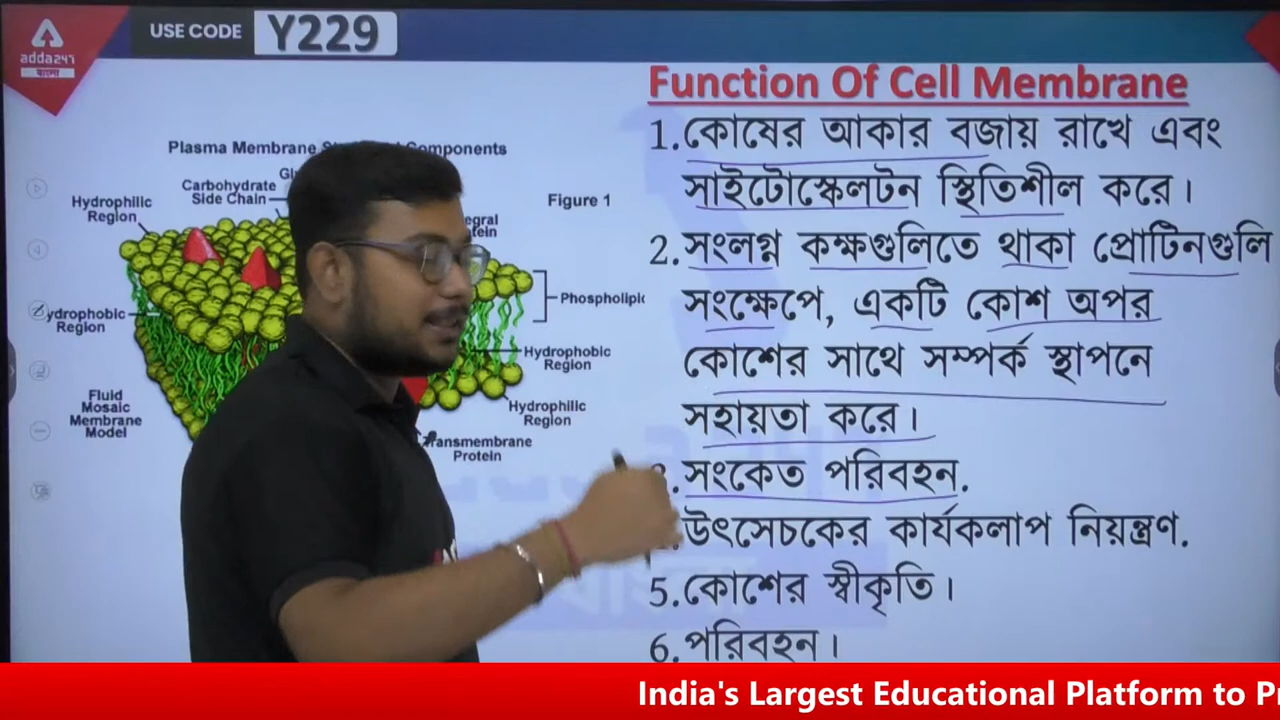 adda247
বাংলা
USE CODE Y229
Function Of Cell Membrane
1.কোষের আকার বজায় রাখে এবং
সাইটোস্কেলটন স্থিতিশীল করে।
2.সংলগ্ন কক্ষগুলিতে থাকা প্রোটিনগুলি
সংক্ষেপে, একটি কোশ অপর
কোশের সাথে সম্পর্ক স্থাপনে
সহায়তা করে।
সংকেত পরিবহন.
উৎসেচকের কার্যকলাপ নিয়ন্ত্রণ.
5.কোশের স্বীকৃতি।
6.পরিবহন।
Plasma Membrane Components
Carbohydrate
Side Chain
Hydrophilic
Region
Figure 1
Region
Hydrophobic
Region
Hydrophilic
Region
Fluid
Mosaic
Membrane
Model
Protein
India's Largest Educational Platform to